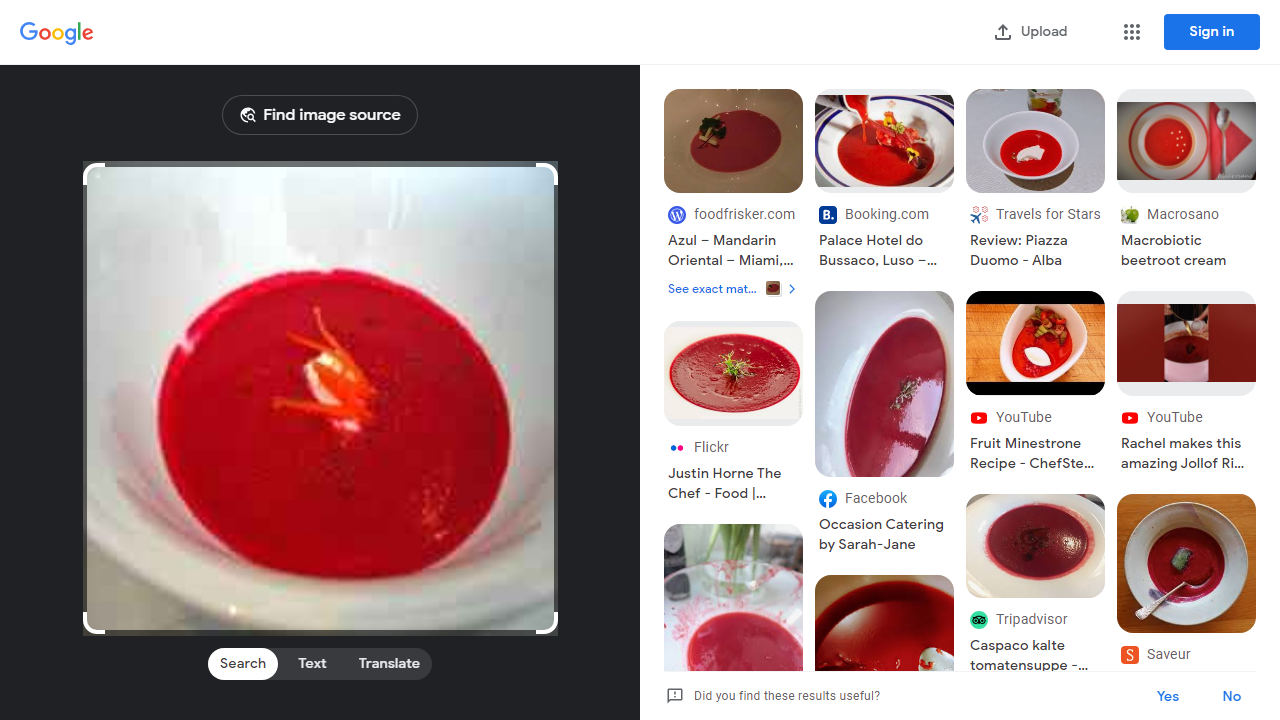 Google
Upload
Sign in
Find image source
Search
Text
Translate
foodfrisker.com
Azul – Mandarin
Oriental – Miami,...
See exact mat...
Flickr
Justin Horne The
Chef - Food |...
Booking.com
Palace Hotel do
Bussaco, Luso –...
Facebook
Occasion Catering
by Sarah-Jane
Travels for Stars
Review: Piazza
Duomo - Alba
YouTube
Fruit Minestrone
Recipe - ChefSte...
Tripadvisor
Caspaco kalte
tomatensuppe -...
Macrosano
Macrobiotic
beetroot cream
YouTube
Rachel makes this
amazing Jollof Ri...
Saveur
Did you find these results useful?
Yes
No